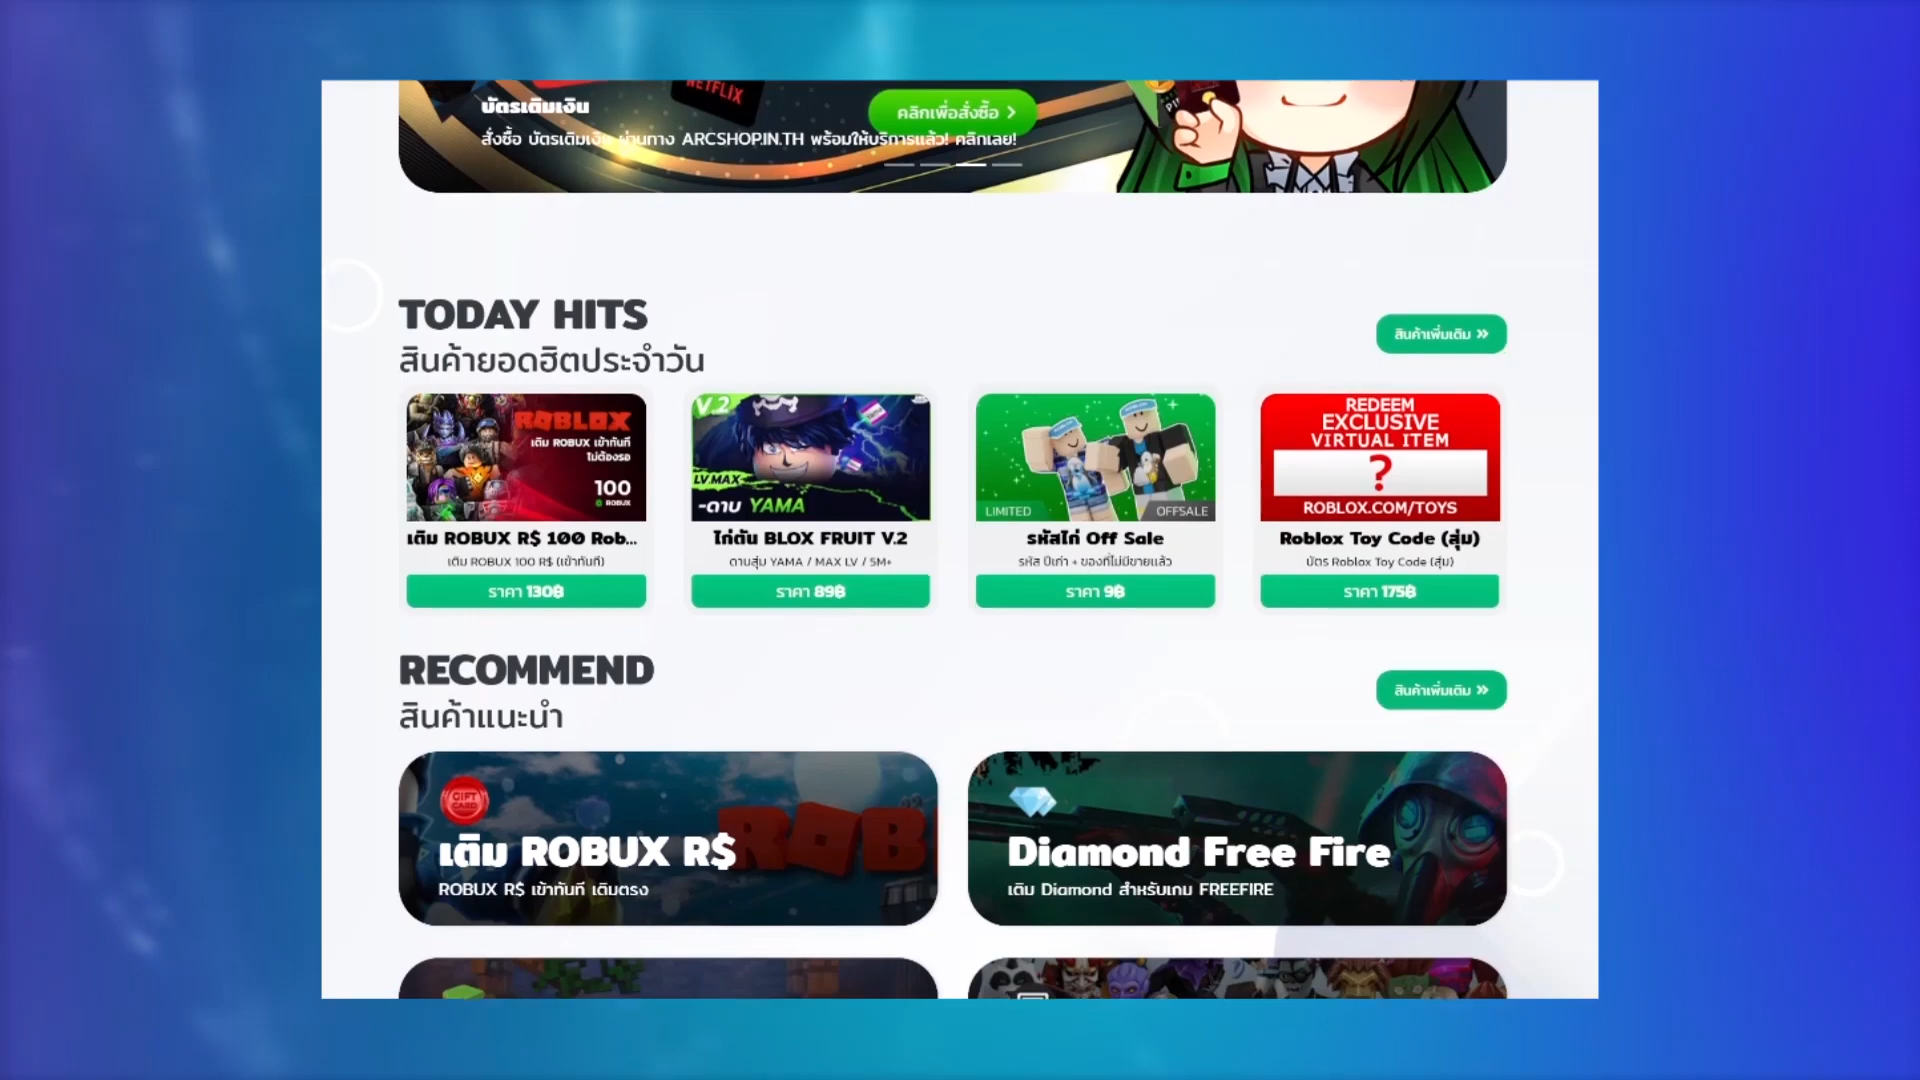 NETFLIX
บัตรเติมเงิน
คลิกเพื่อสั่งซื้อ
สั่งซื้อ บัตรเติมเงิน ผ่านทาง ARCSHOP.IN.TH พร้อมให้บริการแล้ว! คลิกเลย!
TODAY HITS
สินค้ายอดฮิตประจำวัน
สินค้าเพิ่มเติม »
ROBLOX
เติม ROBUX เข้าทันที
ไม่ต้องรอ
100
ROBUX
เติม ROBUX R$ 100 Rob...
เติม ROBUX 100 R$ (เข้าทันที)
ราคา 130฿
V.2
LV.MAX
-ดาบ YAMA
ไก่ตัน BLOX FRUIT V.2
ดาบสุ่ม YAMA / MAX LV / 5M+
ราคา 89฿
LIMITED
OFFSALE
รหัสไก่ Off Sale
รหัส ปีเก่า + ของที่ไม่มีขายแล้ว
ราคา 9฿
REDEEM
EXCLUSIVE
VIRTUAL ITEM
?
ROBLOX.COM/TOYS
Roblox Toy Code (สุ่ม)
บัตร Roblox Toy Code (สุ่ม)
ราคา 175฿
RECOMMEND
สินค้าแนะนำ
สินค้าเพิ่มเติม »
GIFT
CARD
เติม ROBUX R$
ROBUX R$ เข้าทันที เติมตรง
ROB
Diamond Free Fire
เติม Diamond สำหรับเกม FREEFIRE